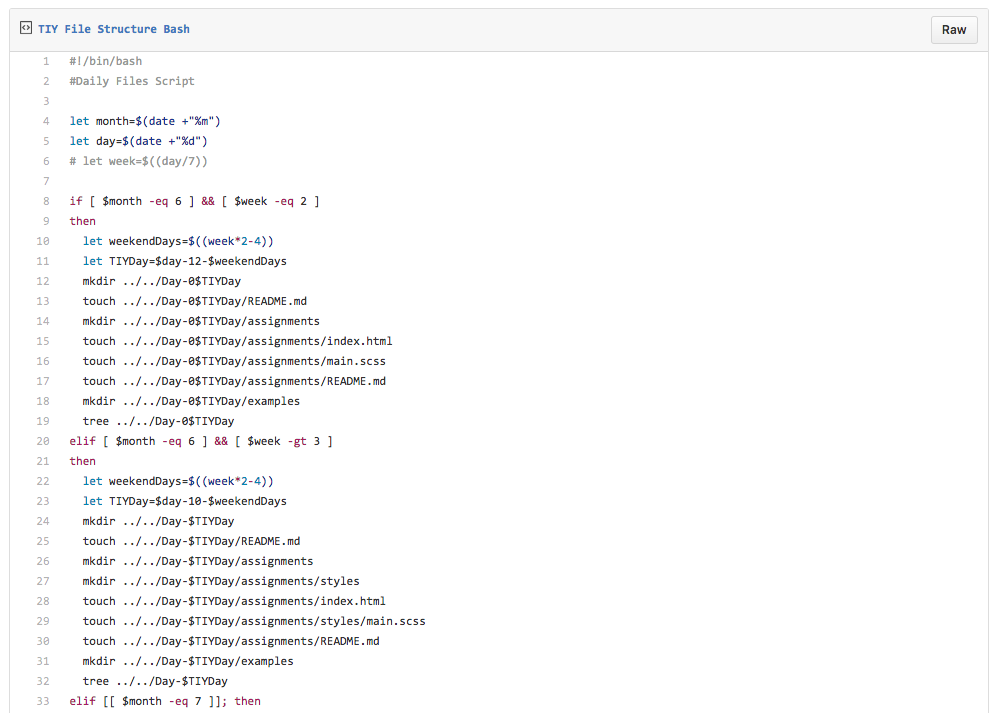 TIY File Structure Bash
Raw
1 #!/bin/bash
2 #Daily Files Script
3
4 let month=$(date +"%m")
5 let day=$(date +"%d")
6 # let week=$((day/7))
7
8 if [ $month -eq 6 ] && [ $week -eq 2 ]
9 then
10   let weekendDays=$((week*2-4))
11   let TIYDay=$day-12-$weekendDays
12   mkdir ../../Day-0$TIYDay
13   touch ../../Day-0$TIYDay/README.md
14   mkdir ../../Day-0$TIYDay/assignments
15   touch ../../Day-0$TIYDay/assignments/index.html
16   touch ../../Day-0$TIYDay/assignments/main.scss
17   touch ../../Day-0$TIYDay/assignments/README.md
18   mkdir ../../Day-0$TIYDay/examples
19   tree ../../Day-0$TIYDay
20 elif [ $month -eq 6 ] && [ $week -gt 3 ]
21 then
22   let weekendDays=$((week*2-4))
23   let TIYDay=$day-10-$weekendDays
24   mkdir ../../Day-$TIYDay
25   touch ../../Day-$TIYDay/README.md
26   mkdir ../../Day-$TIYDay/assignments
27   mkdir ../../Day-$TIYDay/assignments/styles
28   touch ../../Day-$TIYDay/assignments/index.html
29   touch ../../Day-$TIYDay/assignments/styles/main.scss
30   touch ../../Day-$TIYDay/assignments/README.md
31   mkdir ../../Day-$TIYDay/examples
32   tree ../../Day-$TIYDay
33 elif [[ $month -eq 7 ]]; then